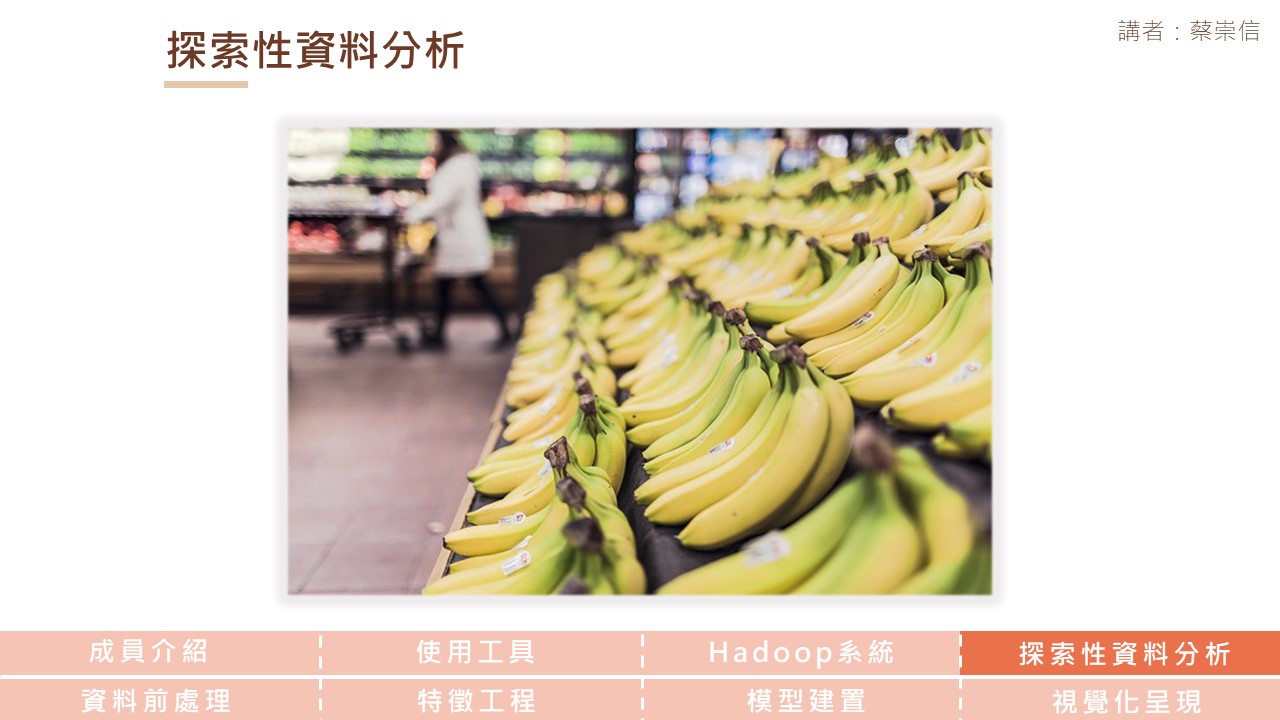 探索性資料分析
講者：蔡崇信
成員介紹
使用工具
Hadoop系統
探索性資料分析
資料前處理
特徵工程
模型建置
視覺化呈現